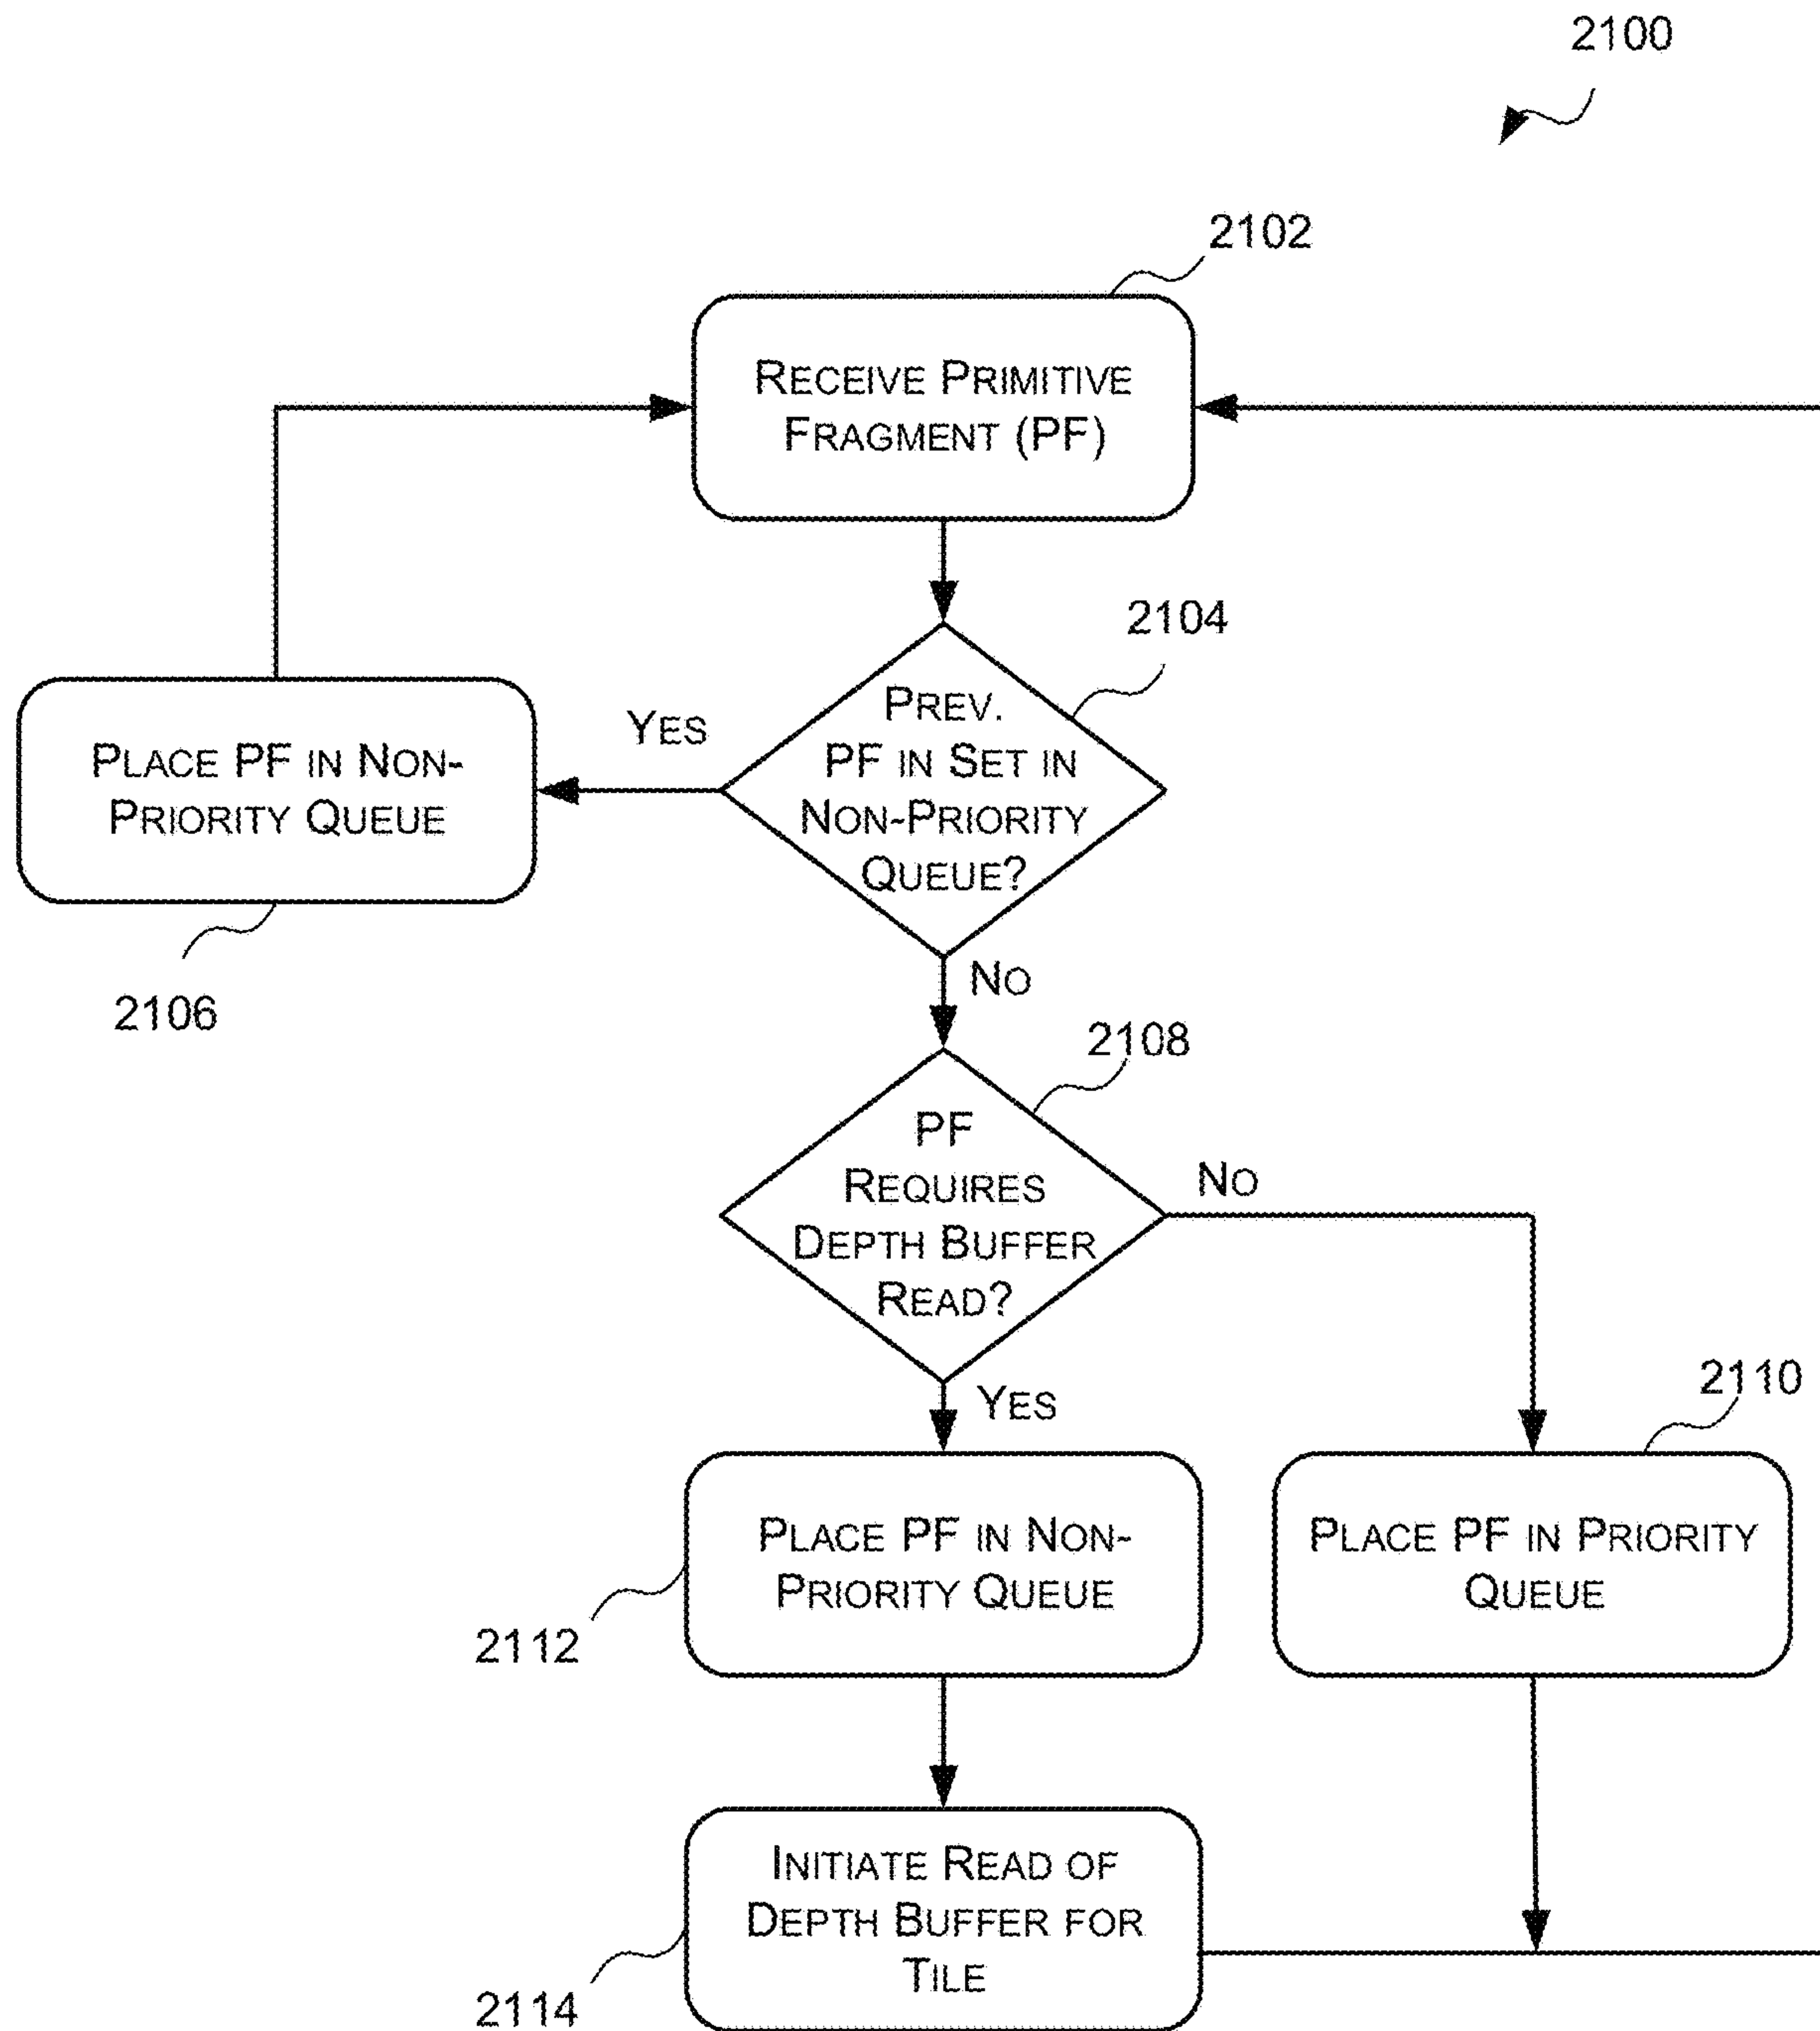 2100
2102
RECEIVE PRIMITIVE
FRAGMENT (PF)
2104
PREV.
PF IN SET IN
NON-PRIORITY
QUEUE?
YES
PLACE PF IN NON-
PRIORITY QUEUE
2106
NO
2108
PF
REQUIRES
DEPTH BUFFER
READ?
NO
YES
2110
PLACE PF IN PRIORITY
QUEUE
PLACE PF IN NON-
PRIORITY QUEUE
2112
INITIATE READ OF
DEPTH BUFFER FOR
TILE
2114